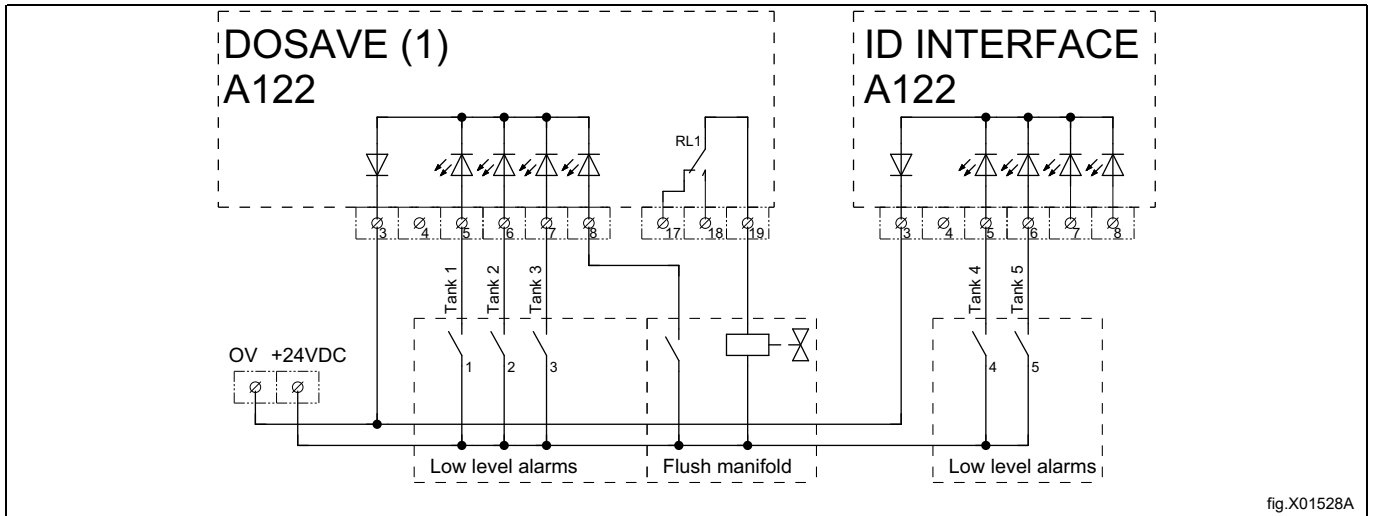 DOSAVE (1)
A122
ID INTERFACE
A122
RL1
3 4 5 6 7 8 17 18 19
3 4 5 6 7 8
Tank 1
Tank 2
Tank 3
Tank 4
Tank 5
OV +24VDC
1 2 3
4 5
Low level alarms
Flush manifold
Low level alarms
fig.X01528A